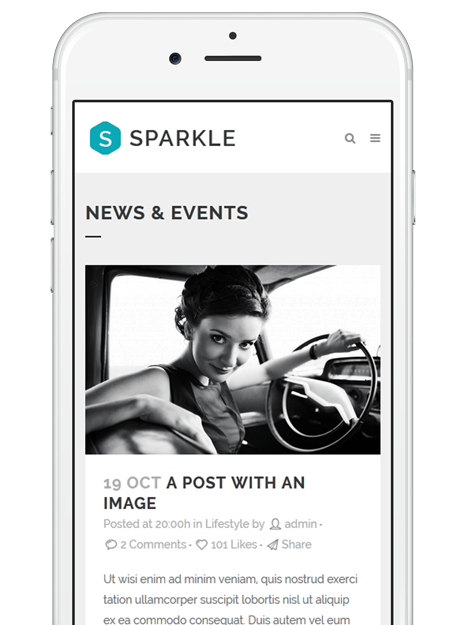 S SPARKLE
NEWS & EVENTS
19 OCT A POST WITH AN
IMAGE
Posted at 20:00h in Lifestyle by admin •
2 Comments • 101 Likes • Share
Ut wisi enim ad minim veniam, quis nostrud exerci
tation ullamcorper suscipit lobortis nisl ut aliquip
ex ea commodo consequat. Duis autem vel eum